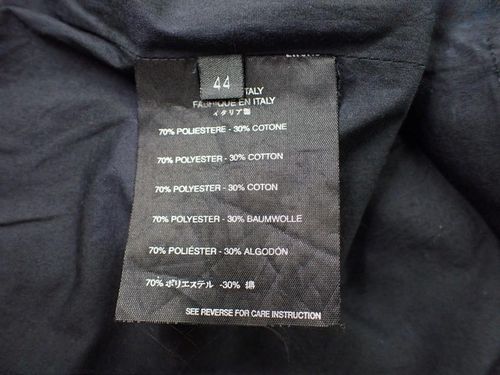 44
ITALY
FABRIQUE EN ITALY
イタリア製
70% POLIESTERE - 30% COTONE
70% POLYESTER - 30% COTTON
70% POLYESTER - 30% COTON
70% POLYESTER - 30% BAUMWOLLE
70% POLIÉSTER - 30% ALGODÓN
70% ポリエステル -30% 綿
SEE REVERSE FOR CARE INSTRUCTION